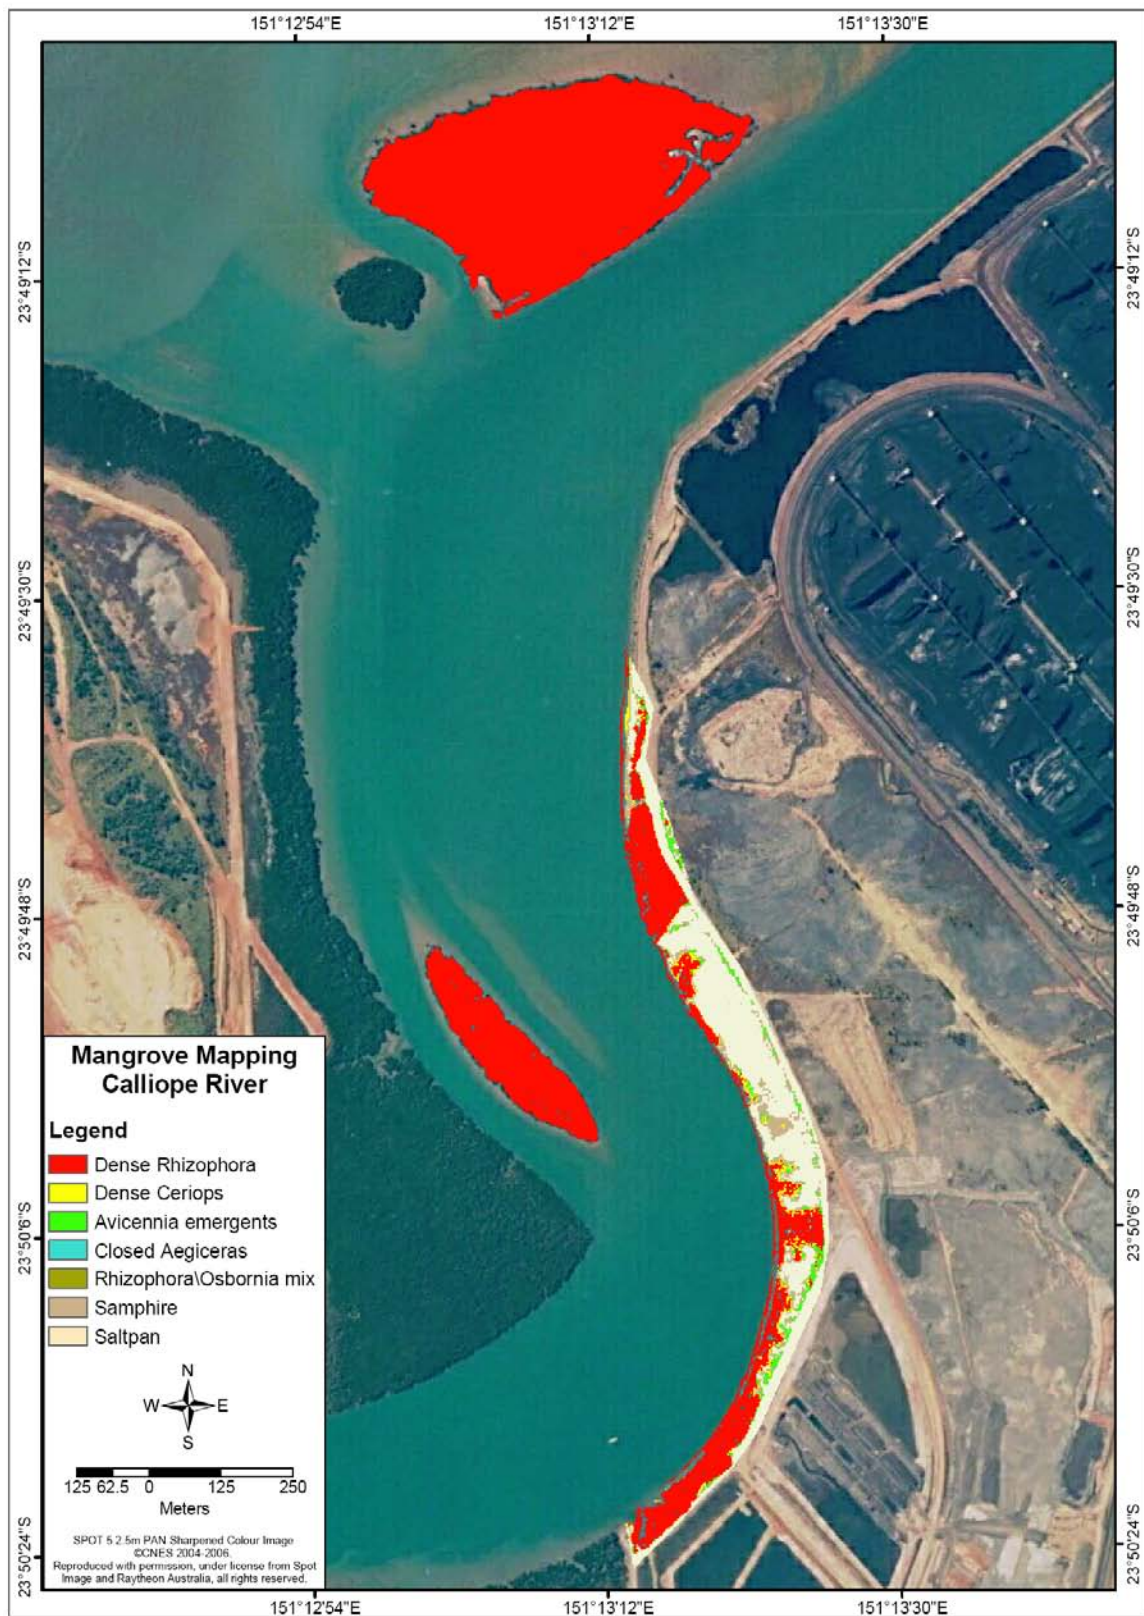 151°12'54"E 151°13'12"E 151°13'30"E
23°49'12"S 23°49'12"S
23°49'30"S 23°49'30"S
23°49'48"S 23°49'48"S
23°50'6"S 23°50'6"S
23°50'24"S 23°50'24"S
Mangrove Mapping
Calliope River
Legend
Dense Rhizophora
Dense Ceriops
Avicennia emergents
Closed Aegiceras
Rhizophora\Osbornia mix
Samphire
Saltpan
N
W E
S
125 62.5 0 125 250
Meters
SPOT 5 2.5m PAN Sharpened Colour Image
©CNES 2004-2006.
Reproduced with permission, under license from Spot
Image and Raytheon Australia, all rights reserved.
151°12'54"E 151°13'12"E 151°13'30"E